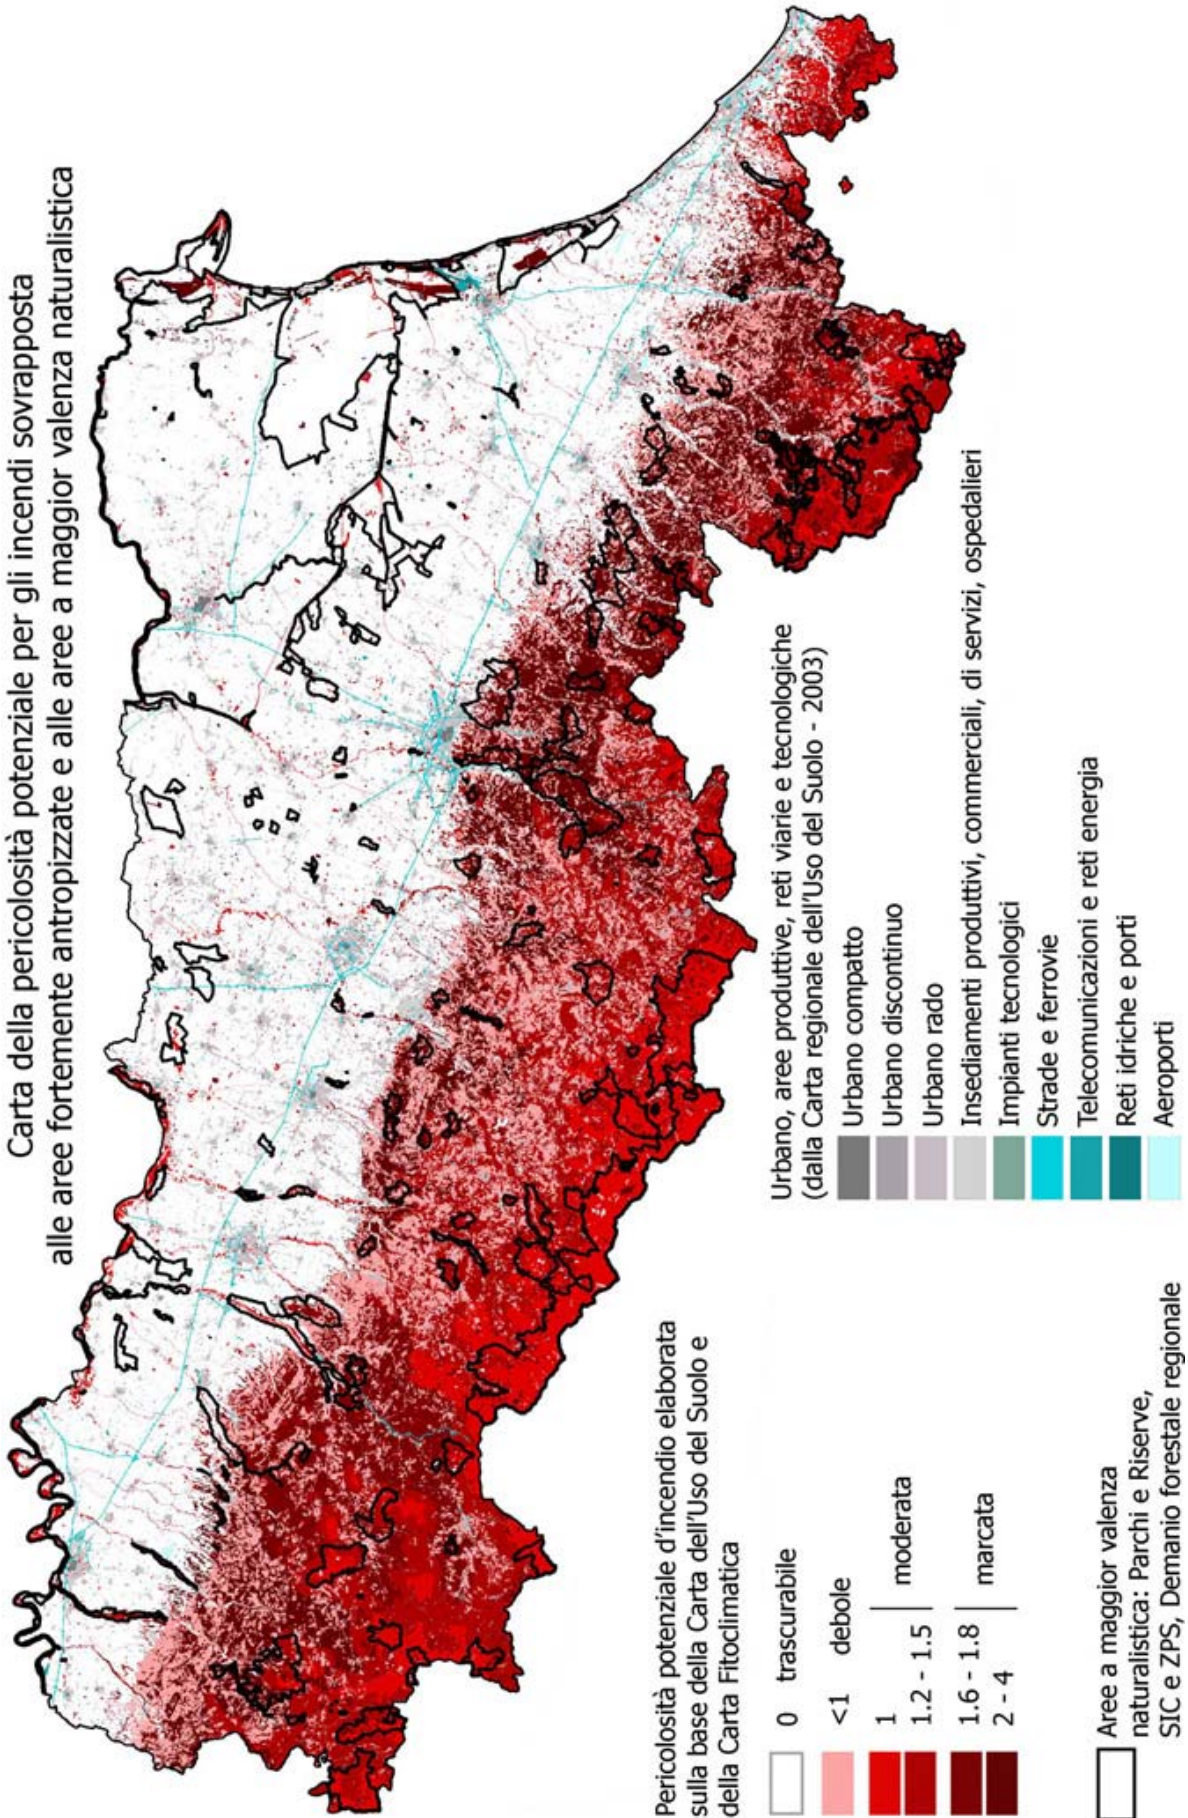 Carta della pericolosità potenziale per gli incendi sovrapposta
alle aree fortemente antropizzate e alle aree a maggior valenza naturalistica
Pericolosità potenziale d'incendio elaborata
sulla base della Carta dell'Uso del Suolo e
della Carta Fitoclimatica
0 trascurabile
<1 debole
1
moderata
1.2 - 1.5
1.6 - 1.8
marcata
2 - 4
Aree a maggior valenza
naturalistica: Parchi e Riserve,
SIC e ZPS, Demanio forestale regionale
Urbano, aree produttive, reti viarie e tecnologiche
(dalla Carta regionale dell'Uso del Suolo - 2003)
Urbano compatto
Urbano discontinuo
Urbano rado
Insediamenti produttivi, commerciali, di servizi, ospedalieri
Impianti tecnologici
Strade e ferrovie
Telecomunicazioni e reti energia
Reti idriche e porti
Aeroporti